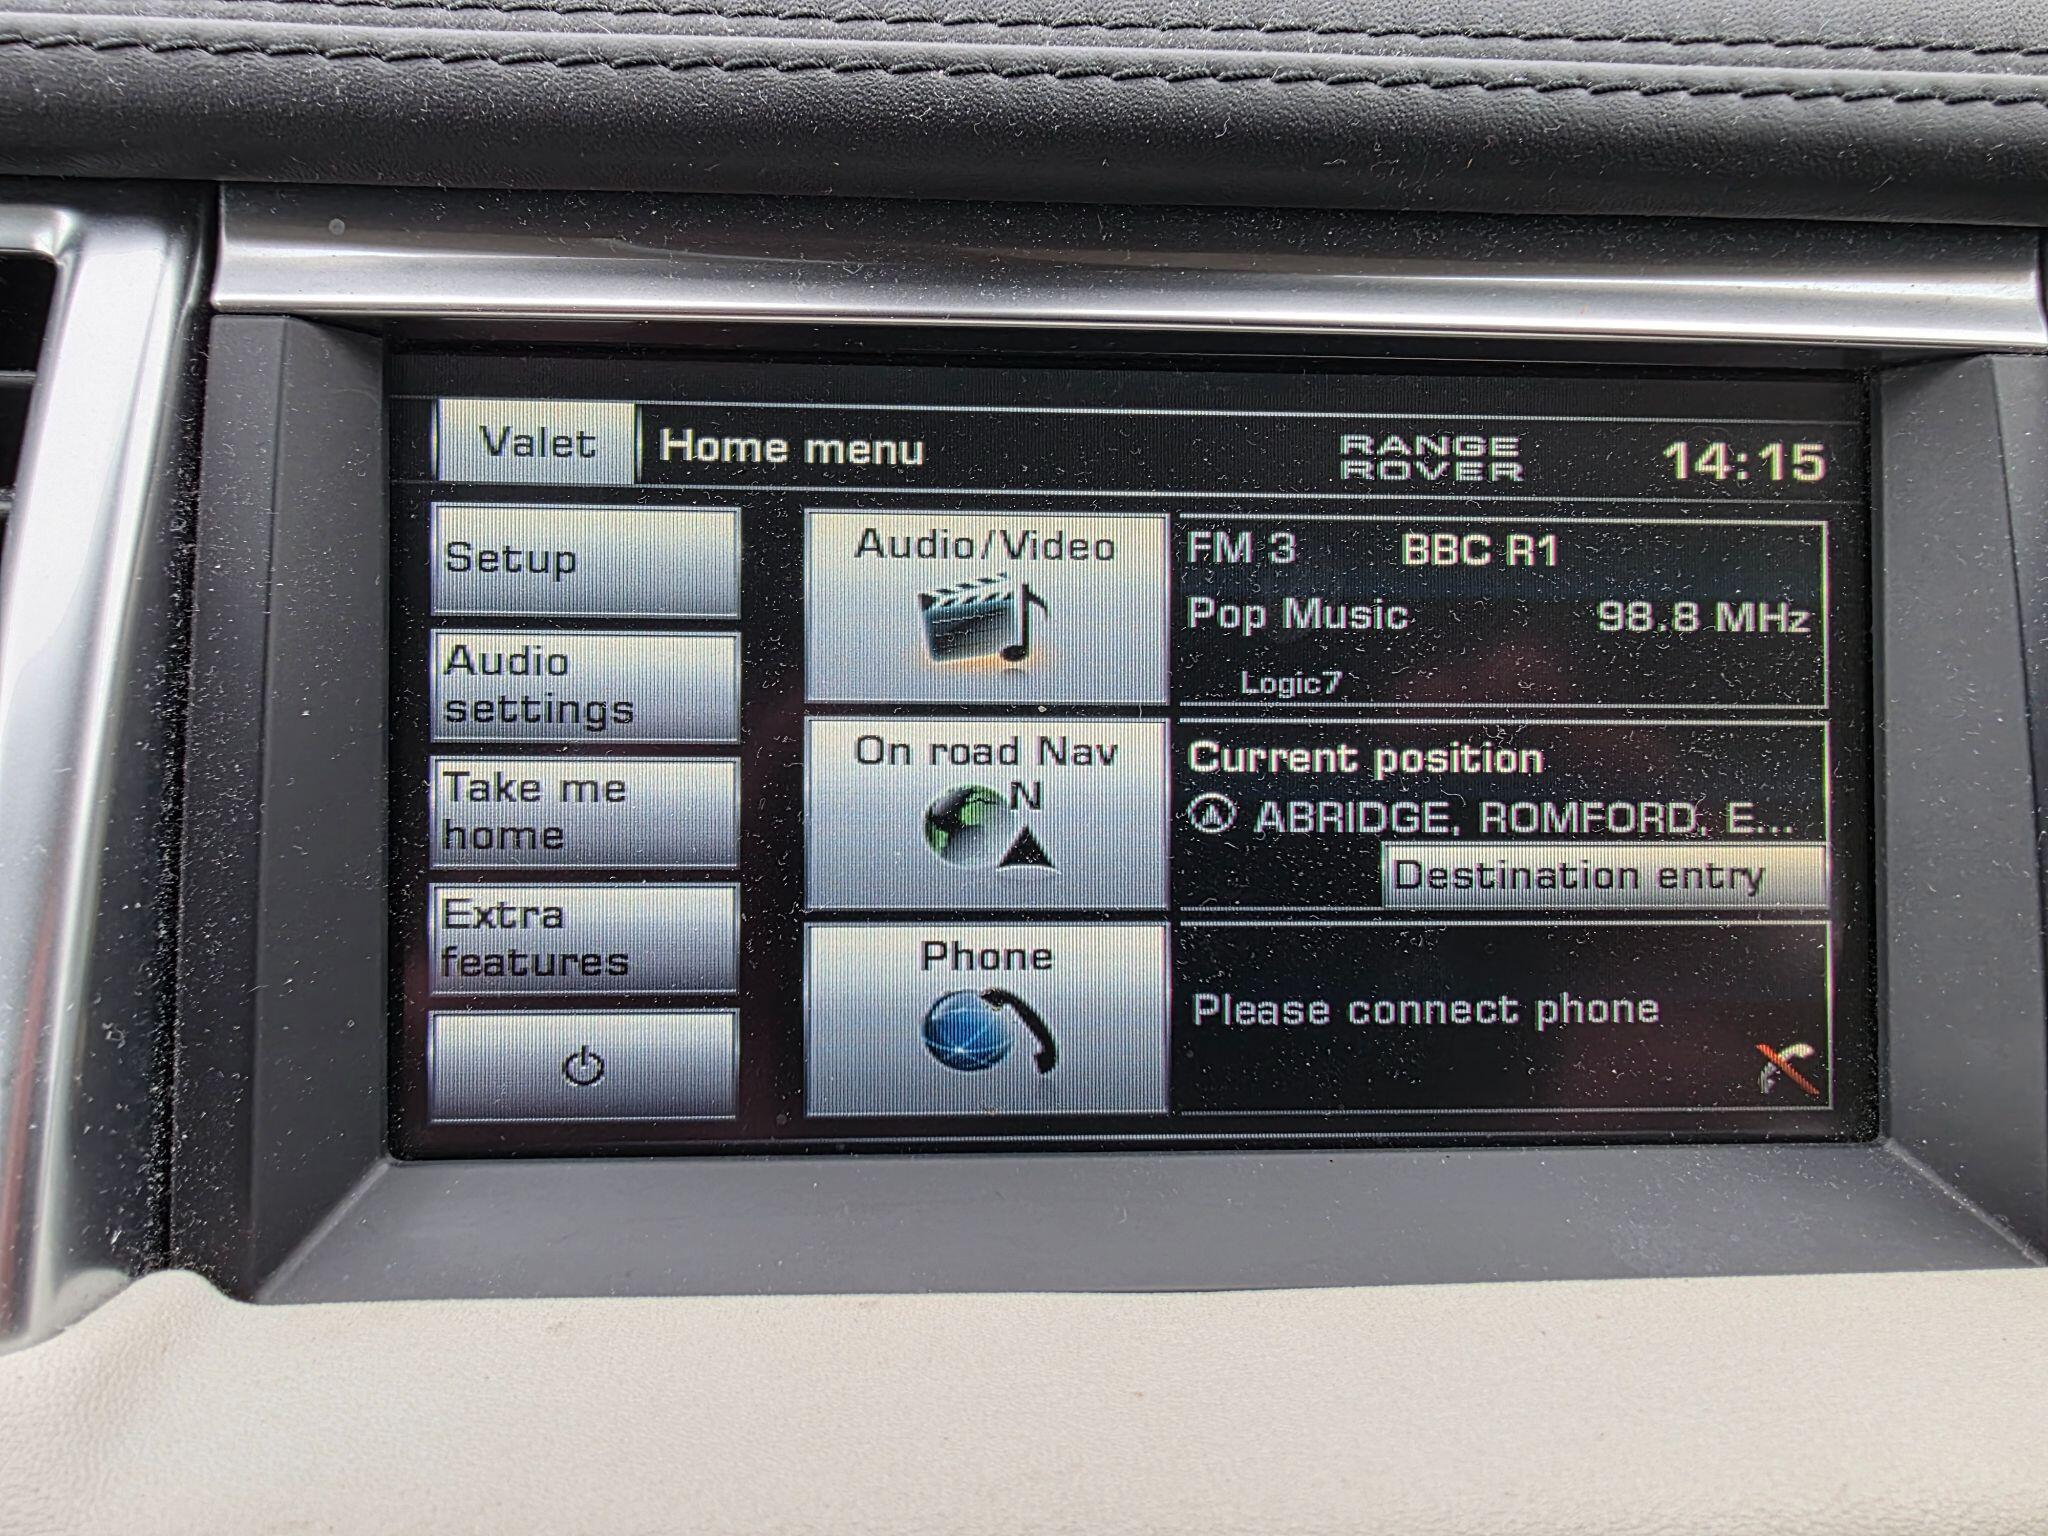 Valet
Home menu
RANGE
ROVER
14:15
Setup
Audio
settings
Take me
home
Extra
features
Audio/Video
On road Nav
N
Phone
FM 3 BBC R1
Pop Music 98.8 MHz
Logic7
Current position
ABRIDGE, ROMFORD, E...
Destination entry
Please connect phone